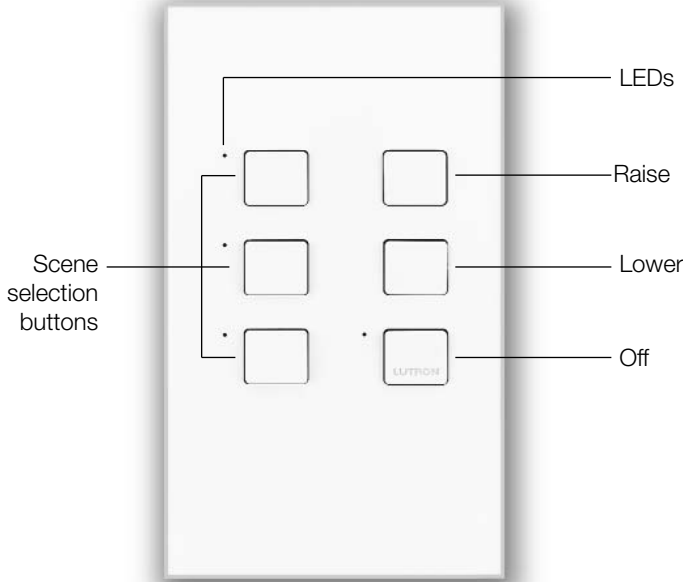 LEDs
Raise
Scene
selection
buttons
Lower
Off
LUTRON